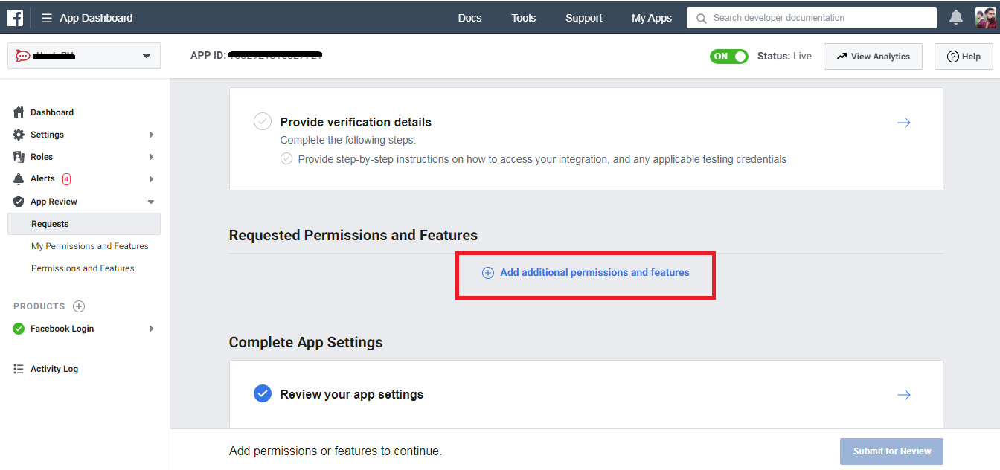 App Dashboard Docs Tools Support My Apps Search developer documentation
APP ID: Status: Live View Analytics Help
ON
Dashboard
Settings
Roles
Alerts 4
App Review
Requests
My Permissions and Features
Permissions and Features
PRODUCTS
Facebook Login
Activity Log
Provide verification details
Complete the following steps:
Provide step-by-step instructions on how to access your integration, and any applicable testing credentials
Requested Permissions and Features
Add additional permissions and features
Complete App Settings
Review your app settings
Add permissions or features to continue.
Submit for Review